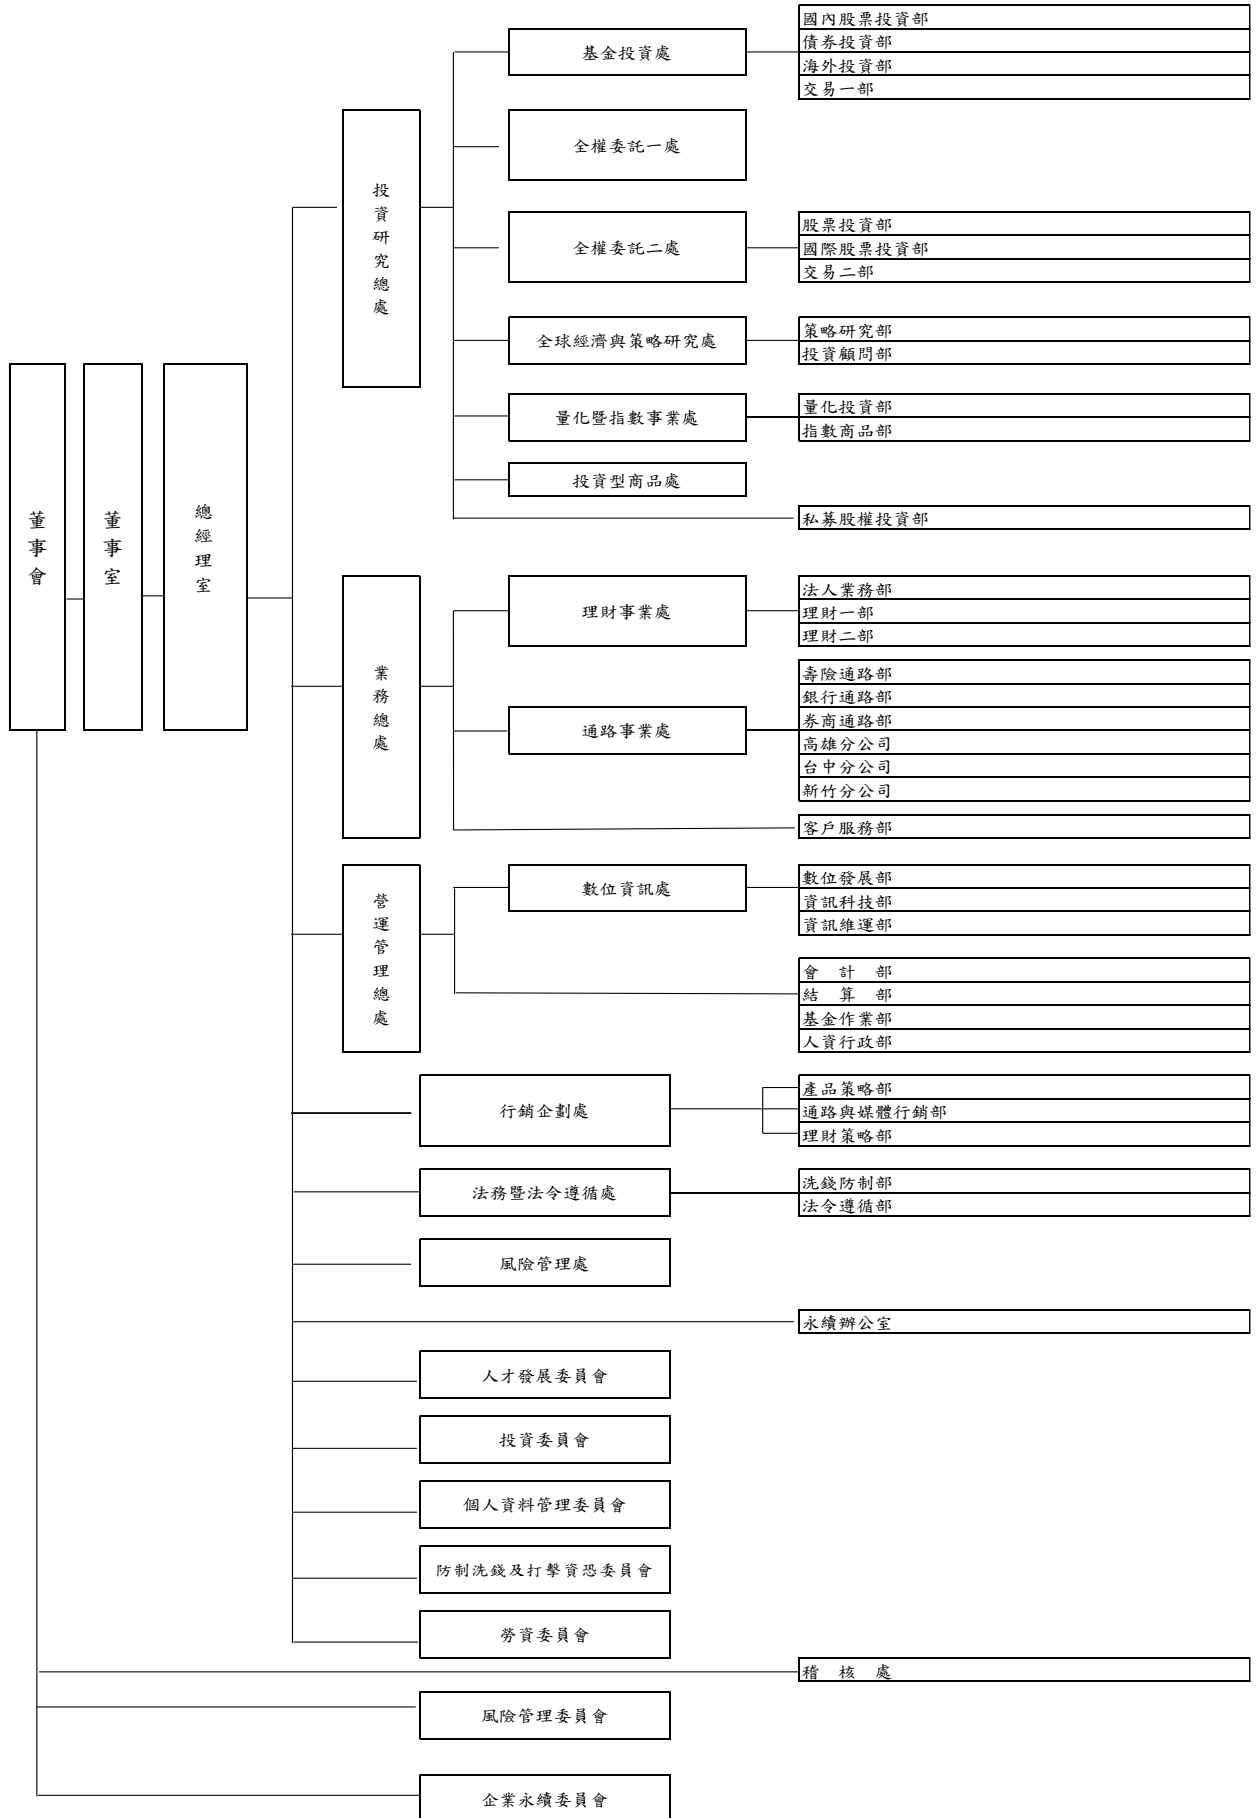 董事會
董事室
總經理室
投資研究總處
基金投資處
國內股票投資部
債券投資部
海外投資部
交易一部
全權委託一處
全權委託二處
股票投資部
國際股票投資部
交易二部
全球經濟與策略研究處
策略研究部
投資顧問部
量化暨指數事業處
量化投資部
指數商品部
投資型商品處
私募股權投資部
業務總處
理財事業處
法人業務部
理財一部
理財二部
通路事業處
壽險通路部
銀行通路部
券商通路部
高雄分公司
台中分公司
新竹分公司
客戶服務部
營運管理總處
數位資訊處
數位發展部
資訊科技部
資訊維運部
會 計 部
結 算 部
基金作業部
人資行政部
行銷企劃處
產品策略部
通路與媒體行銷部
理財策略部
法務暨法令遵循處
洗錢防制部
法令遵循部
風險管理處
永續辦公室
人才發展委員會
投資委員會
個人資料管理委員會
防制洗錢及打擊資恐委員會
勞資委員會
稽 核 處
風險管理委員會
企業永續委員會